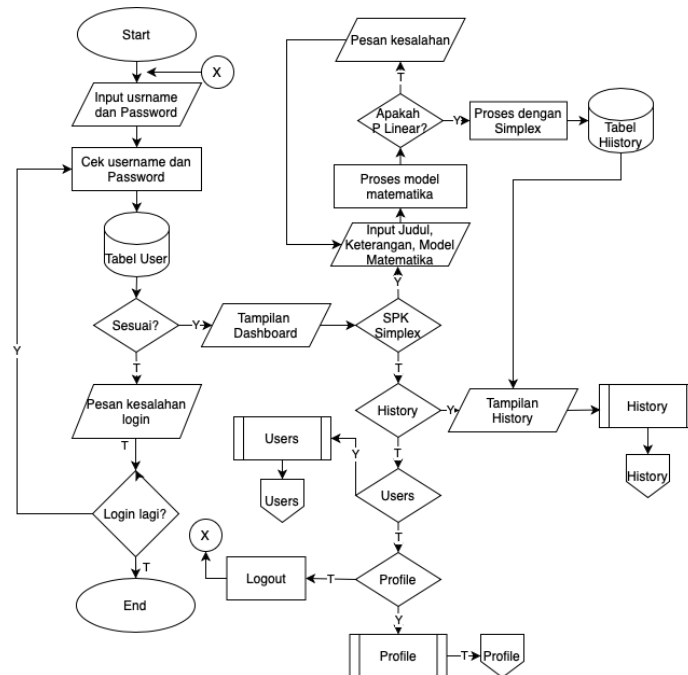 Start
X
Input usrname
dan Password
Cek username dan
Password
Tabel User
Sesuai?
Y
T
Pesan kesalahan
login
T
Login lagi?
Y
T
End
Tampilan
Dashboard
SPK
Simplex
Y
T
Input Judul,
Keterangan, Model
Matematika
Proses model
matematika
Apakah
P Linear?
T
Y
Pesan kesalahan
Proses dengan
Simplex
Tabel
Hiistory
History
Y
T
Tampilan
History
History
History
Users
Y
T
Users
Users
Profile
T
Y
Logout
X
Profile
T
Profile